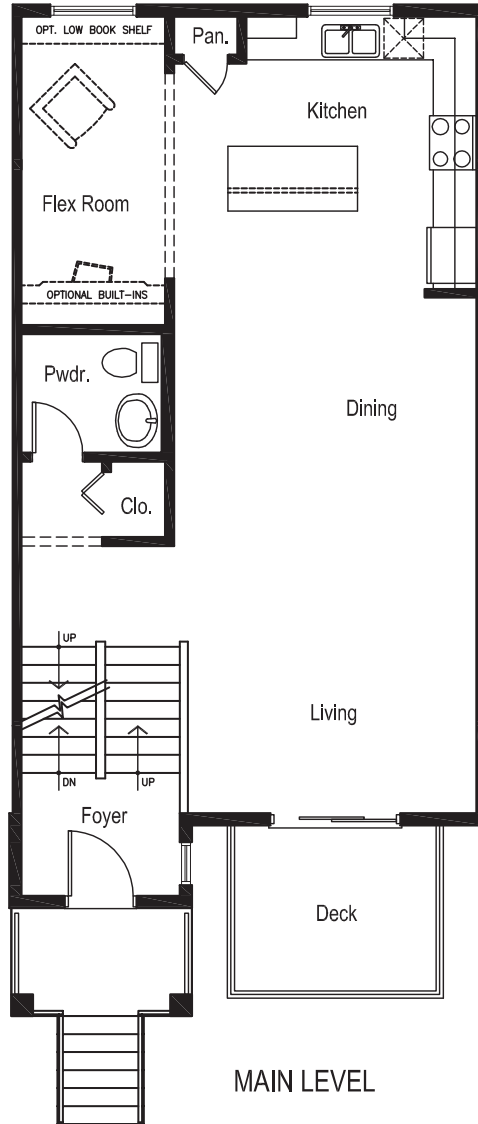 OPT. LOW BOOK SHELF
Pan.
Kitchen
Flex Room
OPTIONAL BUILT-INS
Pwdr.
Dining
Clo.
UP
Living
DN
UP
Foyer
Deck
MAIN LEVEL